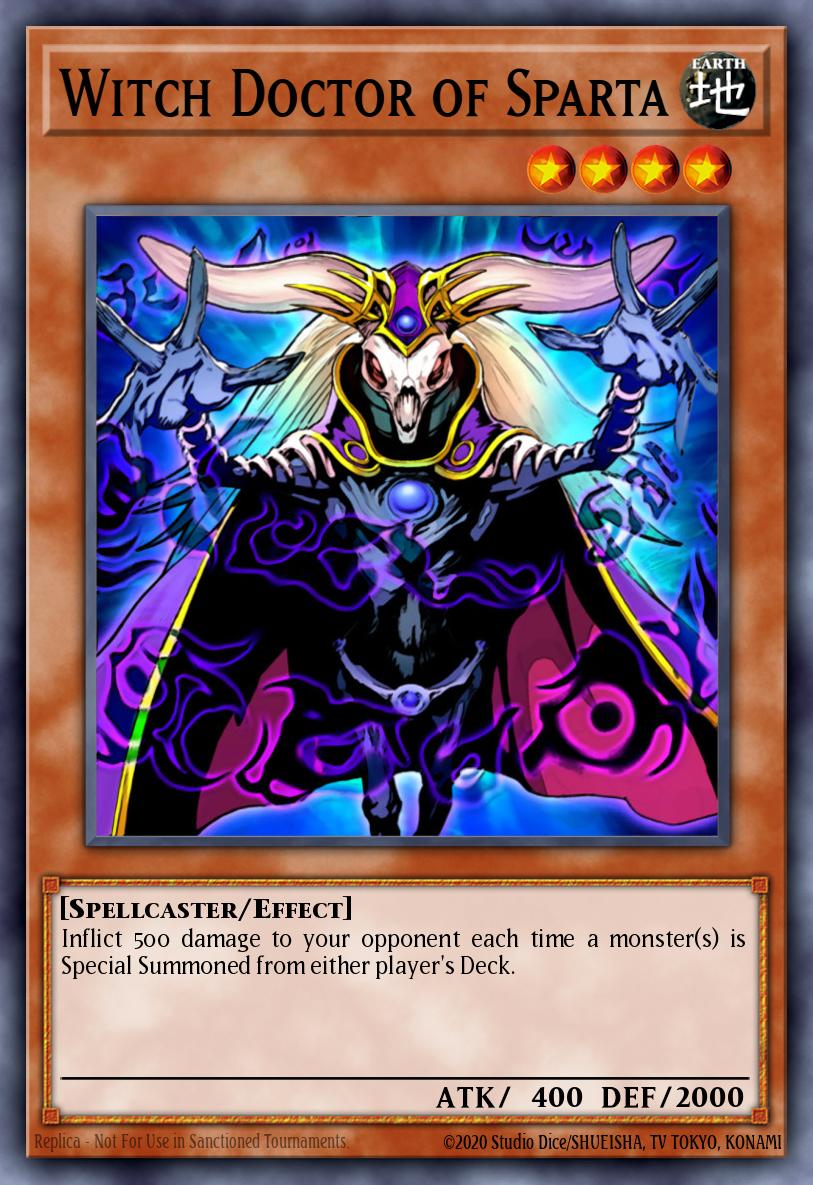 Witch Doctor of Sparta
EARTH
地
[Spellcaster/Effect]
Inflict 500 damage to your opponent each time a monster(s) is
Special Summoned from either player's Deck.
ATK/ 400 DEF/2000
Replica - Not For Use in Sanctioned Tournaments.
©2020 Studio Dice/SHUEISHA, TV TOKYO, KONAMI